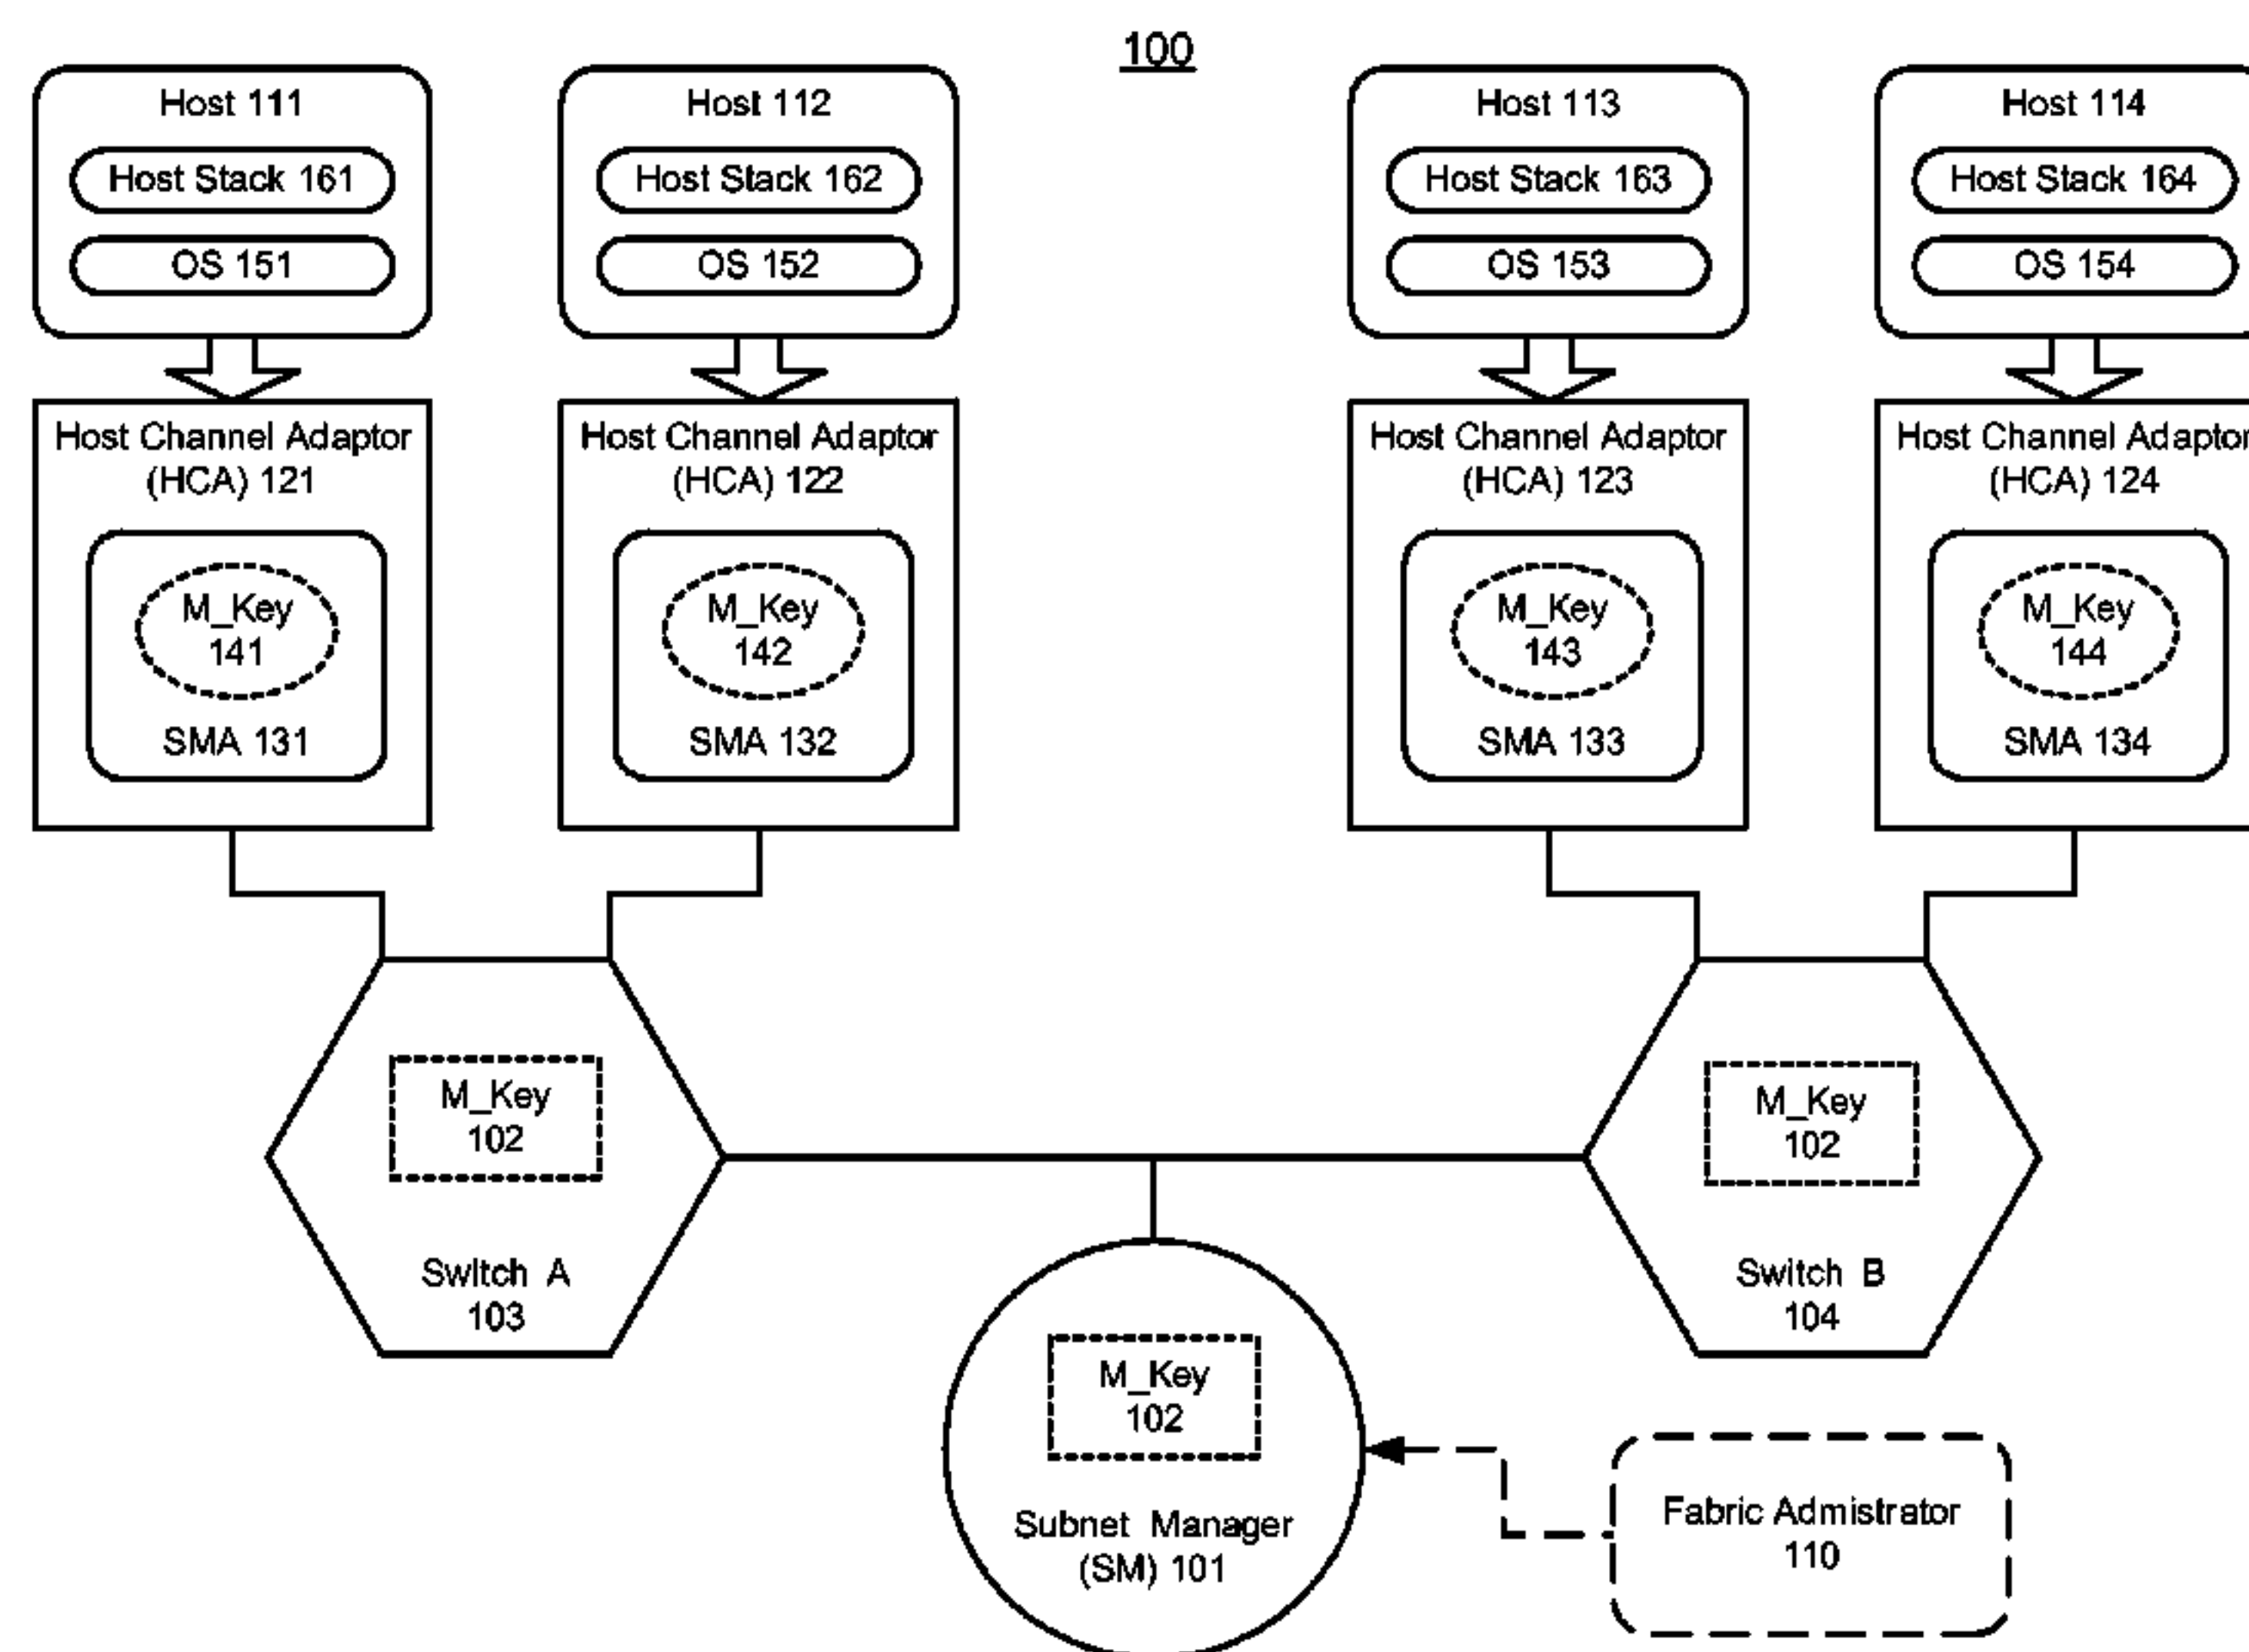 100
Host 111
Host Stack 161
OS 151
Host 112
Host Stack 162
OS 152
Host 113
Host Stack 163
OS 153
Host 114
Host Stack 164
OS 154
Host Channel Adaptor
(HCA) 121
M_Key
141
SMA 131
Host Channel Adaptor
(HCA) 122
M_Key
142
SMA 132
Host Channel Adaptor
(HCA) 123
M_Key
143
SMA 133
Host Channel Adaptor
(HCA) 124
M_Key
144
SMA 134
M_Key
102
Switch A
103
M_Key
102
Switch B
104
M_Key
102
Subnet Manager
(SM) 101
Fabric Admistrator
110